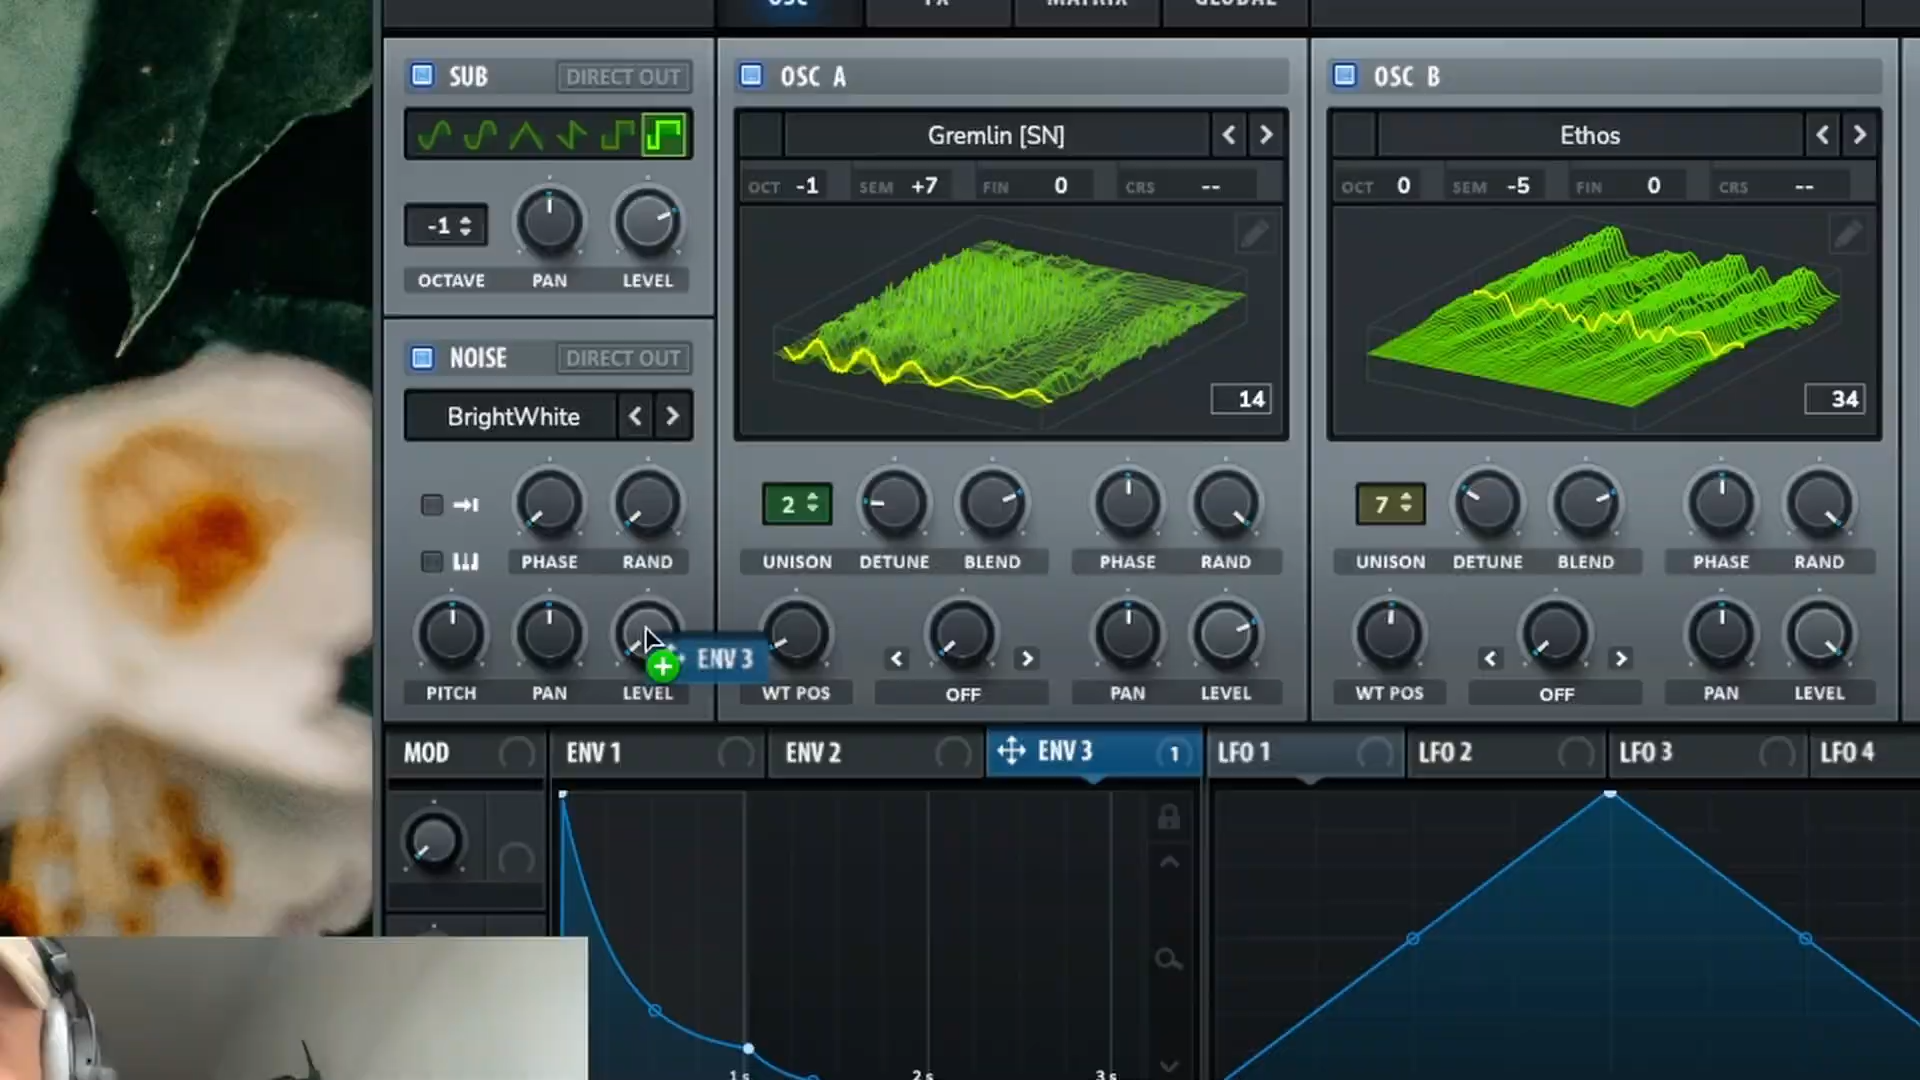 OSC FX MATRIX GLOBAL
SUB DIRECT OUT
-1
OCTAVE PAN LEVEL
NOISE DIRECT OUT
BrightWhite
PHASE RAND
PITCH PAN LEVEL
OSC A
Gremlin [SN]
OCT -1 SEM +7 FIN 0 CRS --
14
2
UNISON DETUNE BLEND PHASE RAND
WT POS OFF PAN LEVEL
OSC B
Ethos
OCT 0 SEM -5 FIN 0 CRS --
34
7
UNISON DETUNE BLEND PHASE RAND
WT POS OFF PAN LEVEL
ENV 3
MOD ENV 1 ENV 2 ENV 3 1 LFO 1 LFO 2 LFO 3 LFO 4
1s 2s 3s